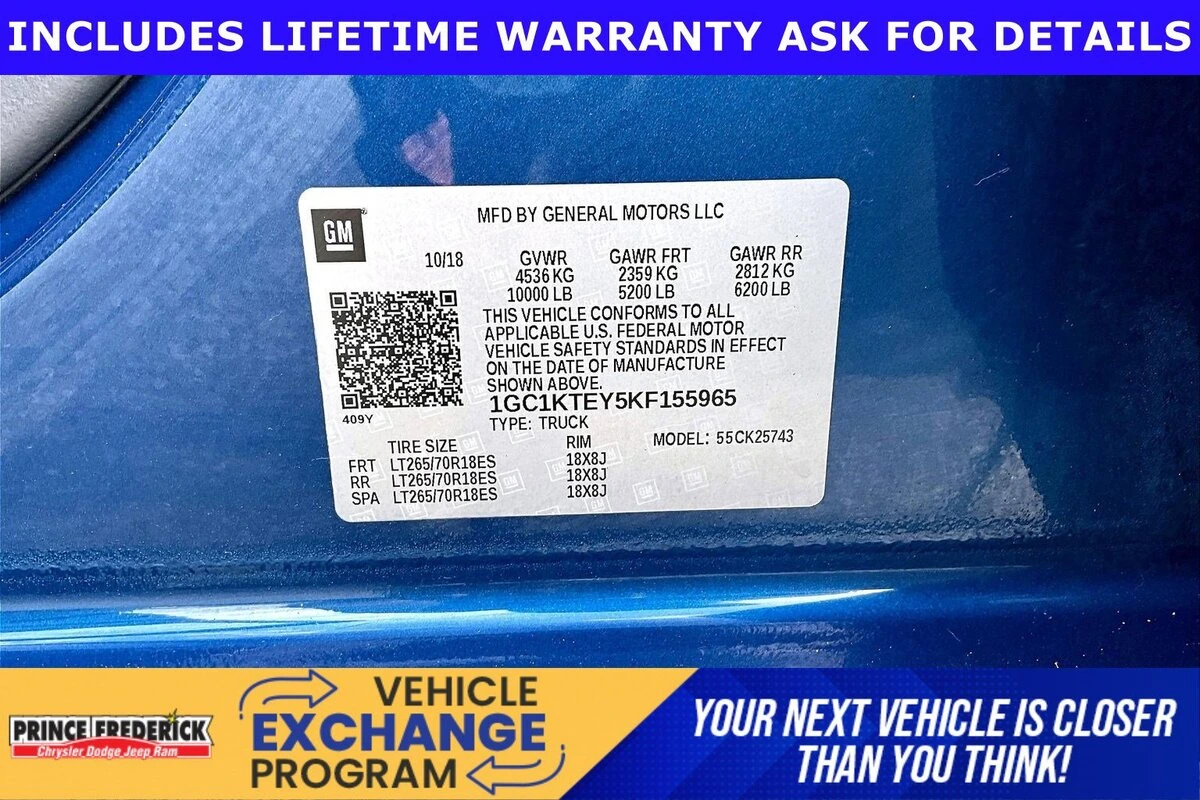 INCLUDES LIFETIME WARRANTY ASK FOR DETAILS
GM
MFD BY GENERAL MOTORS LLC
10/18 GVWR GAWR FRT GAWR RR
4536 KG 2359 KG 2812 KG
10000 LB 5200 LB 6200 LB
THIS VEHICLE CONFORMS TO ALL
APPLICABLE U.S. FEDERAL MOTOR
VEHICLE SAFETY STANDARDS IN EFFECT
ON THE DATE OF MANUFACTURE
SHOWN ABOVE.
1GC1KTEY5KF155965
409Y
TYPE: TRUCK
TIRE SIZE RIM MODEL: 55CK25743
FRT LT265/70R18ES 18X8J
RR LT265/70R18ES 18X8J
SPA LT265/70R18ES 18X8J
PRINCE FREDERICK
Chrysler Dodge Jeep Ram
VEHICLE
EXCHANGE
PROGRAM
YOUR NEXT VEHICLE IS CLOSER
THAN YOU THINK!